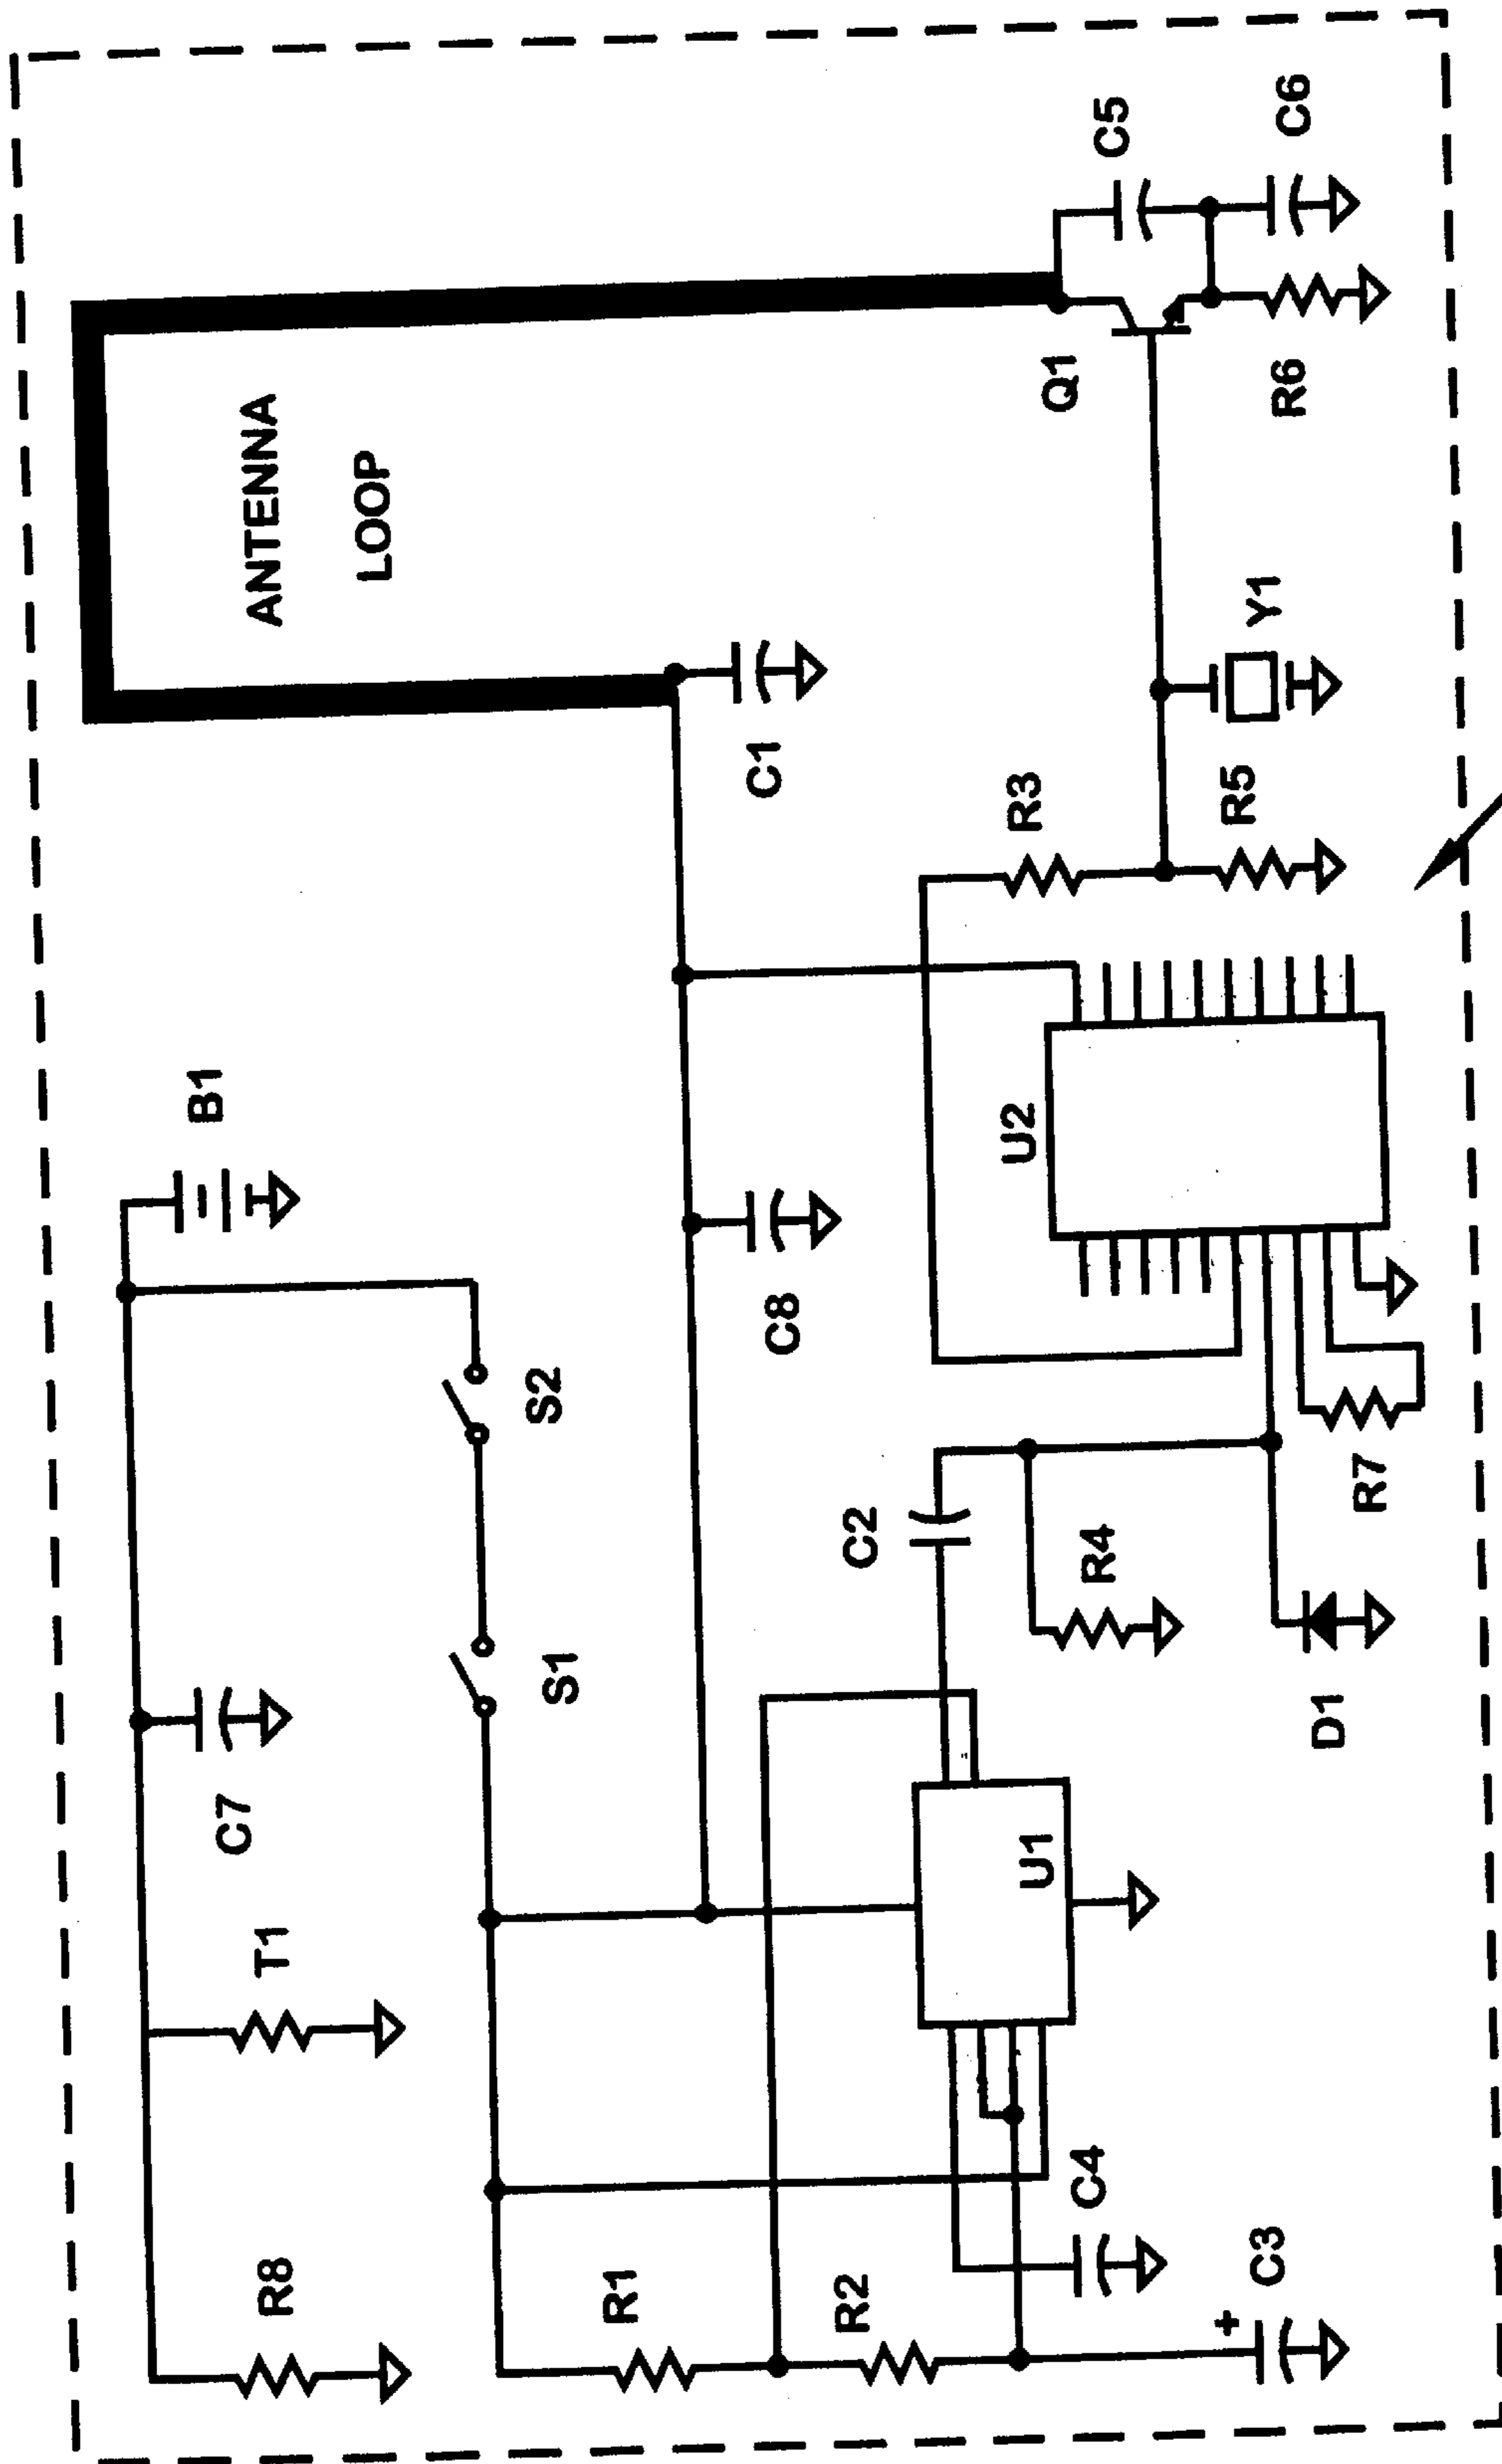 R8
T1
C7
B1
S1
S2
ANTENNA
LOOP
R1
R2
C4
+
C3
U1
C2
R4
D1
C8
R7
U2
C1
R3
R5
Y1
Q1
R6
C5
C6